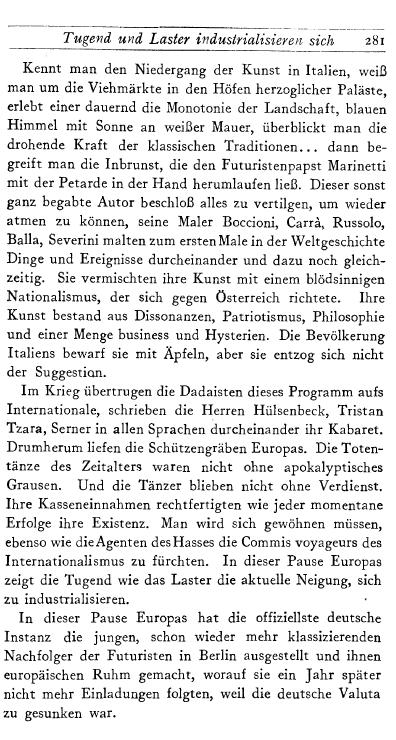 Tugend und Laster industrialisieren sich 281
Kennt man den Niedergang der Kunst in Italien, weiß
man um die Viehmärkte in den Höfen herzoglicher Paläste,
erlebt einer dauernd die Monotonie der Landschaft, blauen
Himmel mit Sonne an weißer Mauer, überblickt man die
drohende Kraft der klassischen Traditionen... dann be-
greift man die Inbrunst, die den Futuristenpapst Marinetti
mit der Petarde in der Hand herumlaufen ließ. Dieser sonst
ganz begabte Autor beschloß alles zu vertilgen, um wieder
atmen zu können, seine Maler Boccioni, Carrà, Russolo,
Balla, Severini malten zum ersten Male in der Weltgeschichte
Dinge und Ereignisse durcheinander und dazu noch gleich-
zeitig. Sie vermischten ihre Kunst mit einem blödsinnigen
Nationalismus, der sich gegen Österreich richtete. Ihre
Kunst bestand aus Dissonanzen, Patriotismus, Philosophie
und einer Menge business und Hysterien. Die Bevölkerung
Italiens bewarf sie mit Äpfeln, aber sie entzog sich nicht
der Suggestion.
Im Krieg übertrugen die Dadaisten dieses Programm aufs
Internationale, schrieben die Herren Hülsenbeck, Tristan
Tzara, Serner in allen Sprachen durcheinander ihr Kabaret.
Drumherum liefen die Schützengräben Europas. Die Toten-
tänze des Zeitalters waren nicht ohne apokalyptisches
Grausen. Und die Tänzer blieben nicht ohne Verdienst.
Ihre Kasseneinnahmen rechtfertigten wie jeder momentane
Erfolge ihre Existenz. Man wird sich gewöhnen müssen,
ebenso wie die Agenten des Hasses die Commis voyageurs des
Internationalismus zu fürchten. In dieser Pause Europas
zeigt die Tugend wie das Laster die aktuelle Neigung, sich
zu industrialisieren.
In dieser Pause Europas hat die offiziellste deutsche
Instanz die jungen, schon wieder mehr klassizierenden
Nachfolger der Futuristen in Berlin ausgestellt und ihnen
europäischen Ruhm gemacht, worauf sie ein Jahr später
nicht mehr Einladungen folgten, weil die deutsche Valuta
zu gesunken war.